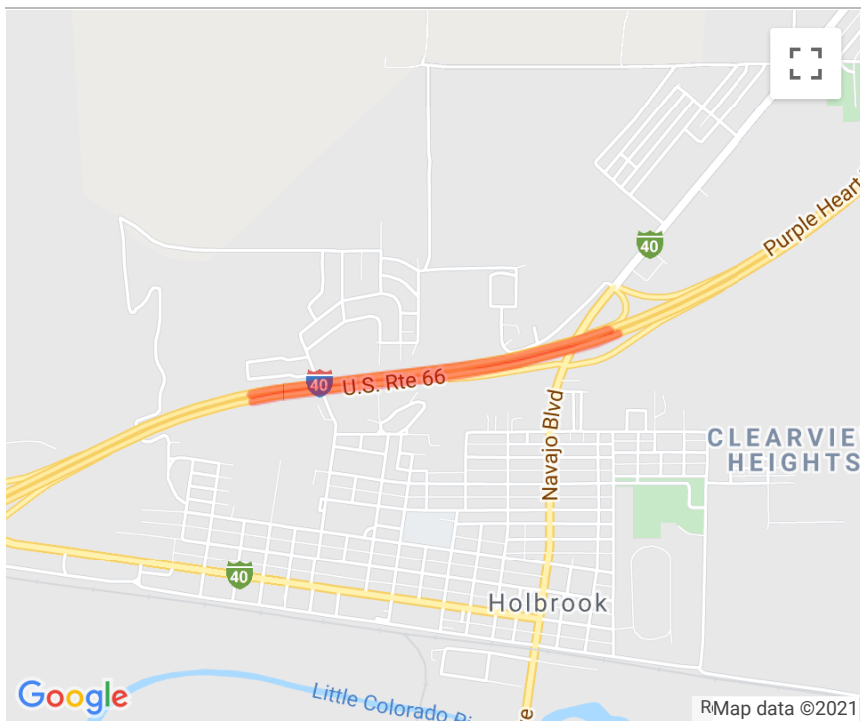 40
Purple Heart
40
U.S. Rte 66
Navajo Blvd
CLEARVIE
HEIGHTS
40
Holbrook
Little Colorado Ri
Google
Map data ©2021